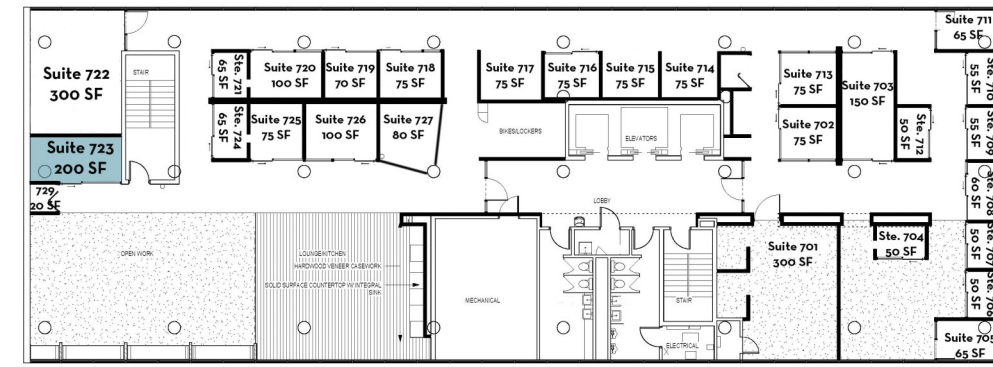 Suite 722
300 SF
STAIR
Ste. 721
65 SF
Suite 720
100 SF
Suite 719
70 SF
Suite 718
75 SF
Suite 717
75 SF
Suite 716
75 SF
Suite 715
75 SF
Suite 714
75 SF
Suite 713
75 SF
Suite 703
150 SF
Suite 711
65 SF
Ste. 710
55 SF
Suite 723
200 SF
Ste. 724
65 SF
Suite 725
75 SF
Suite 726
100 SF
Suite 727
80 SF
BIKES/LOCKERS
ELEVATORS
Suite 702
75 SF
Ste. 712
50 SF
Ste. 709
55 SF
729
20 SF
LOBBY
Ste. 708
60 SF
OPEN WORK
LOUNGE/KITCHEN
HARDWOOD VENEER CASEWORK
SOLID SURFACE COUNTERTOP W/ INTEGRAL
SINK
MECHANICAL
STAIR
ELECTRICAL
Suite 701
300 SF
Ste. 704
50 SF
Ste. 707
50 SF
Ste. 706
50 SF
Suite 705
65 SF